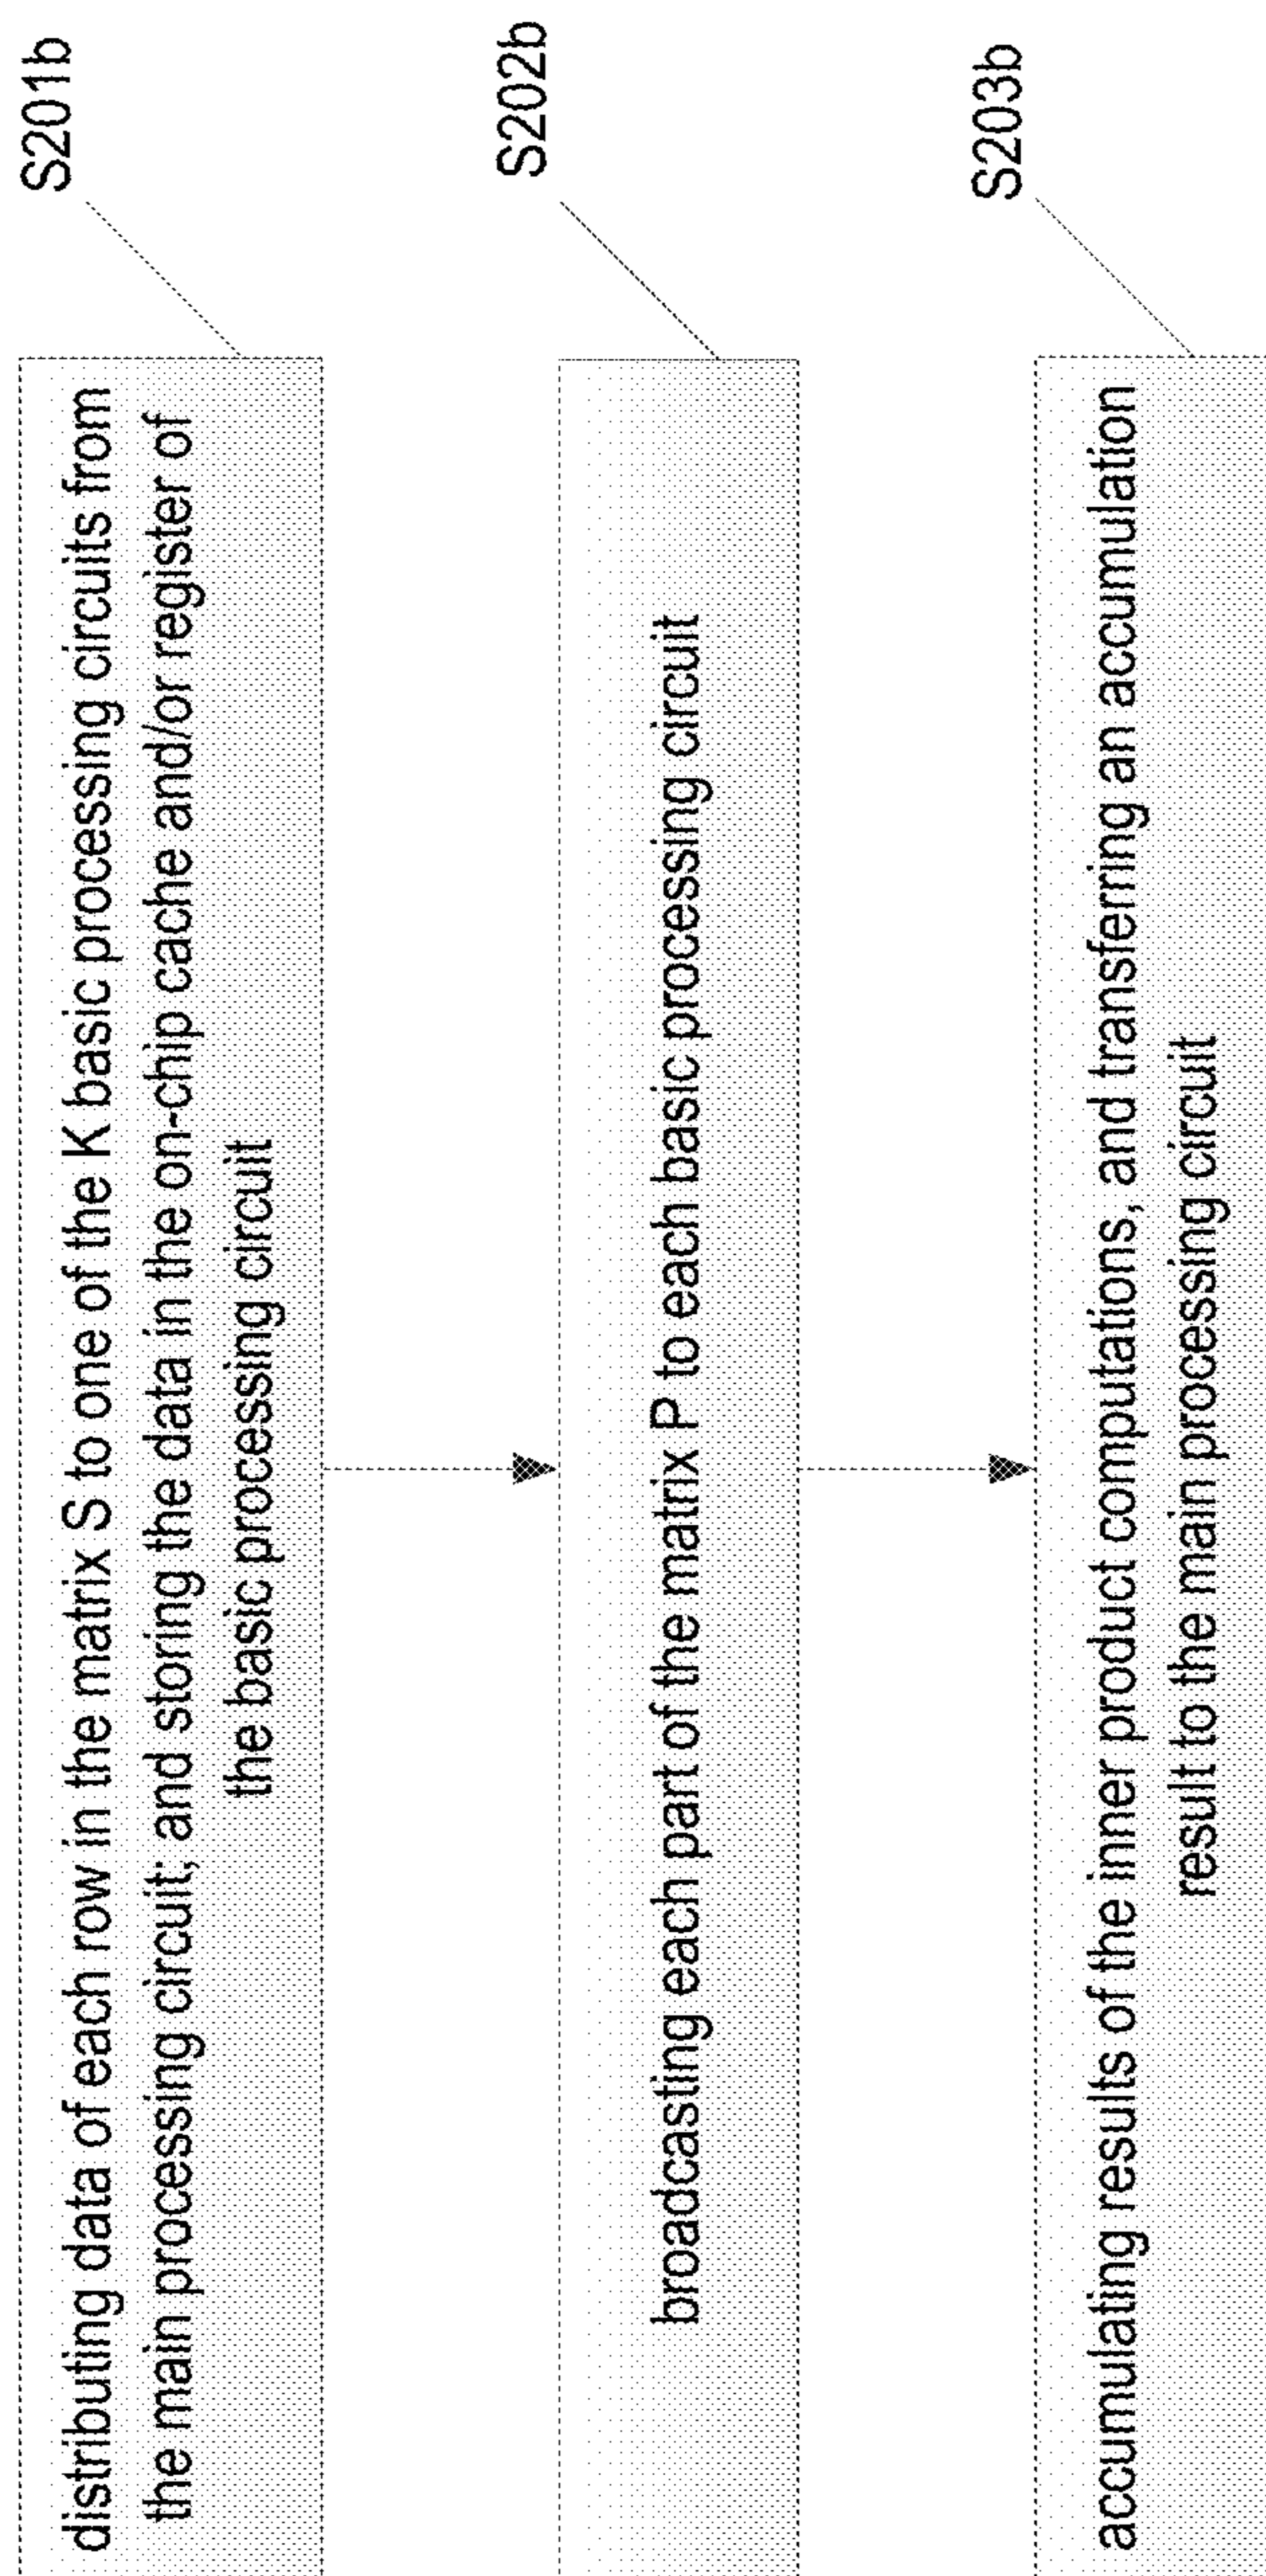 S201b
distributing data of each row in the matrix S to one of the K basic processing circuits from
the main processing circuit; and storing the data in the on-chip cache and/or register of
the basic processing circuit
S202b
broadcasting each part of the matrix P to each basic processing circuit
S203b
accumulating results of the inner product computations, and transferring an accumulation
result to the main processing circuit